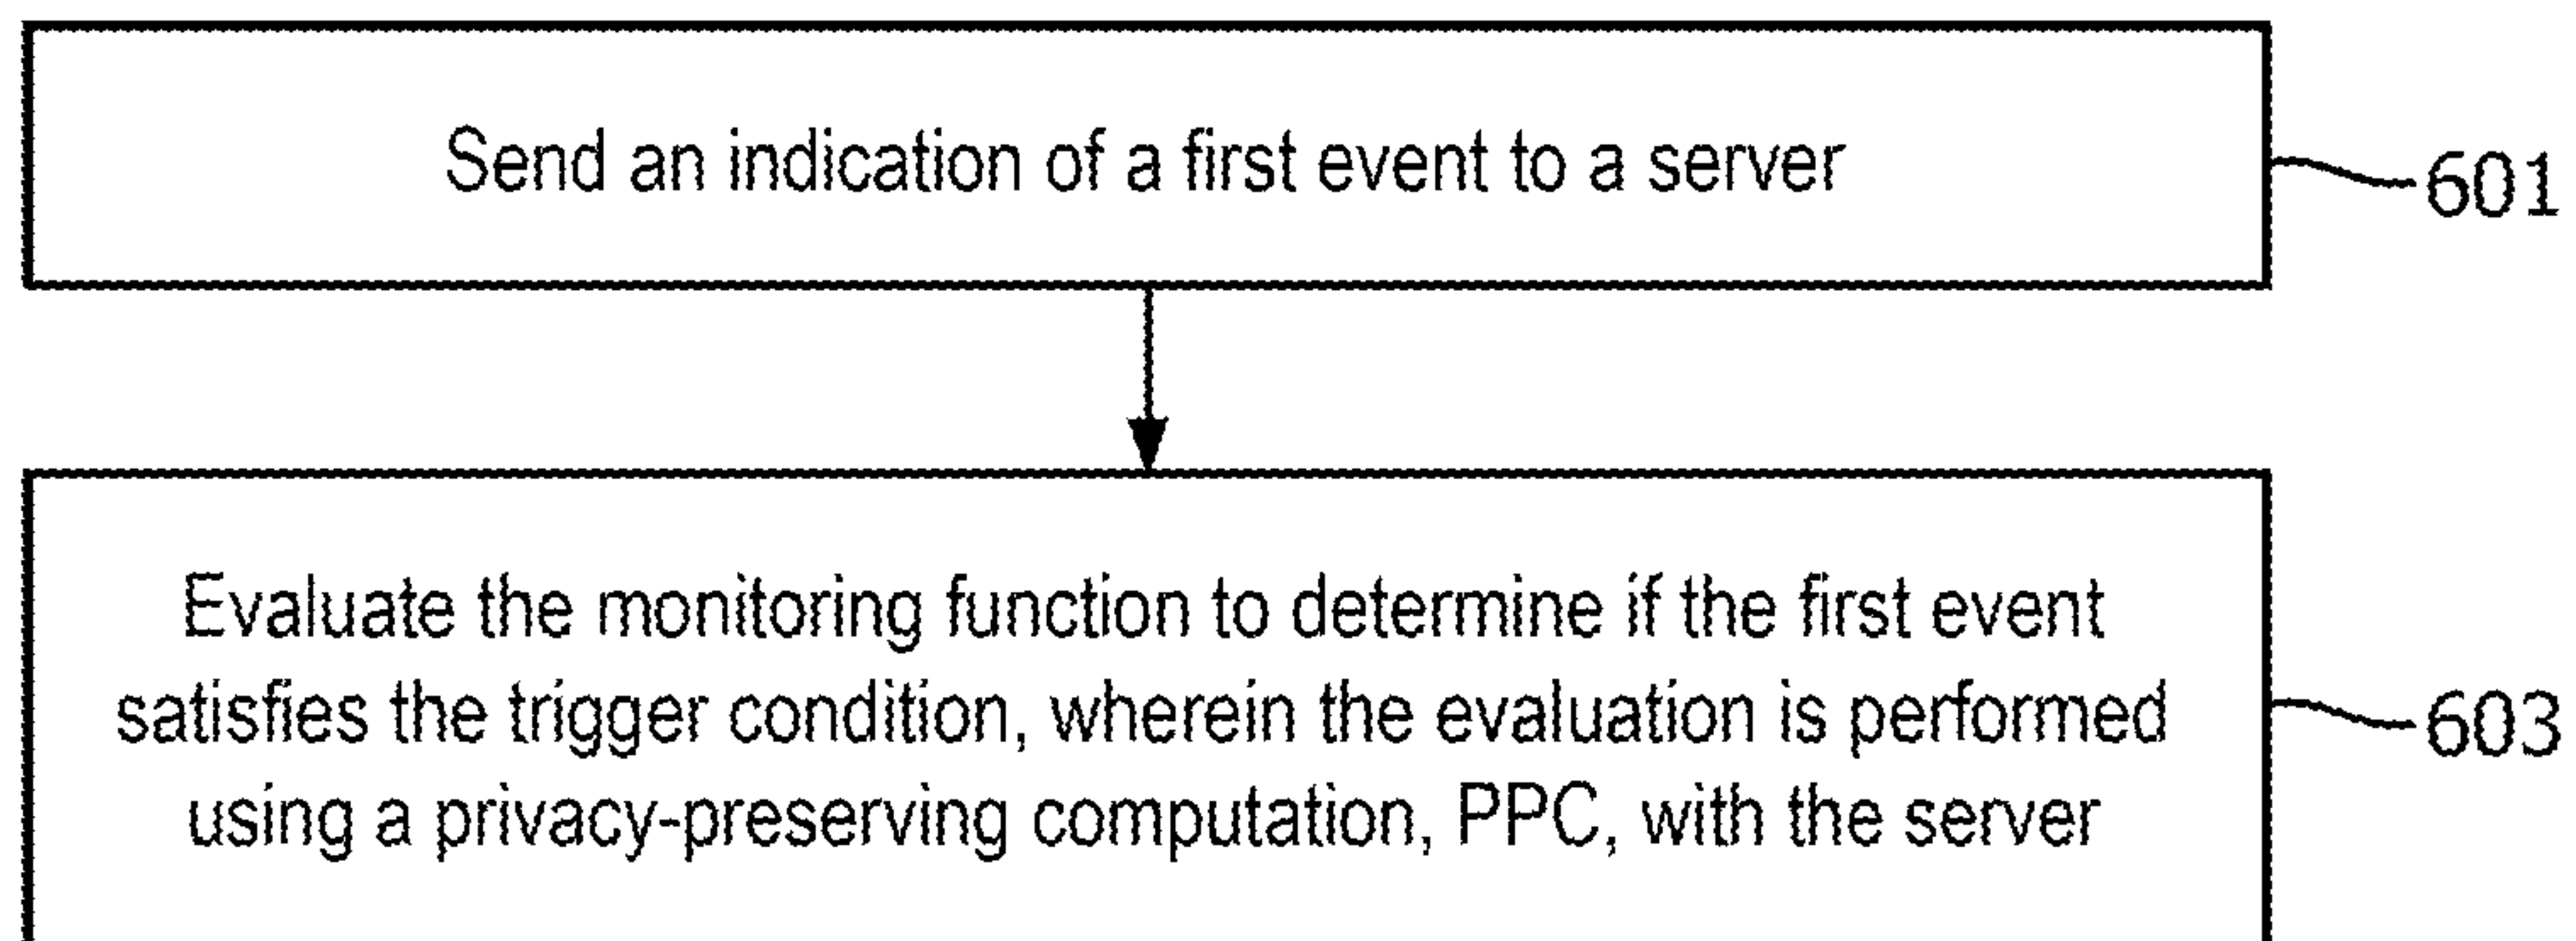 Send an indication of a first event to a server
601
Evaluate the monitoring function to determine if the first event
satisfies the trigger condition, wherein the evaluation is performed
603
using a privacy-preserving computation, PPC, with the server